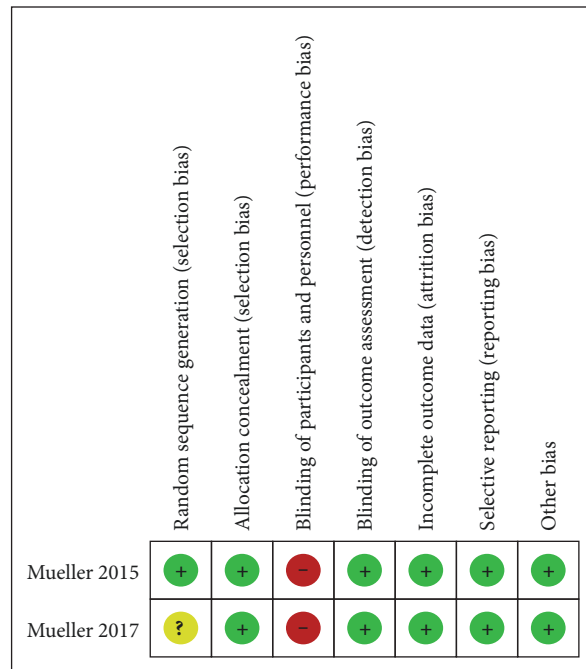 Random sequence generation (selection bias)
Allocation concealment (selection bias)
Blinding of participants and personnel (performance bias)
Blinding of outcome assessment (detection bias)
Incomplete outcome data (attrition bias)
Selective reporting (reporting bias)
Other bias
Mueller 2015 + + – + + + +
Mueller 2017 ? + – + + + +